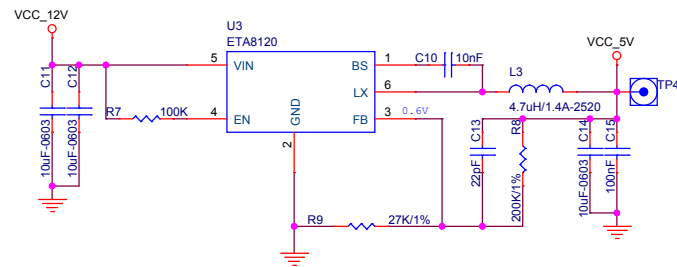 VCC_12V
U3
ETA8120
C11
C12
10uF-0603
10uF-0603
R7
100K
5
VIN
4
EN
GND
2
BS
1
LX
6
FB
3
0.6V
C10
10nF
L3
4.7uH/1.4A-2520
VCC_5V
TP4
C13
22pF
R8
200K/1%
C14
10uF-0603
C15
100nF
R9
27K/1%